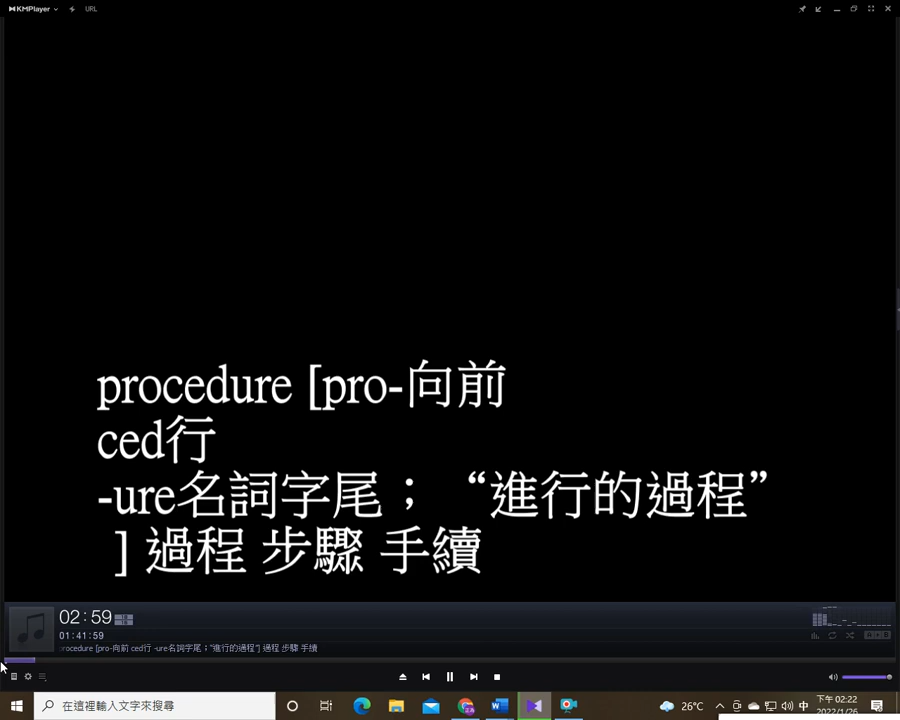 KMPlayer
URL
procedure [pro-向前
ced行
-ure名詞字尾；“進行的過程”
] 過程 步驟 手續
02:59
01:41:59
rocedure [pro-向前 ced行 -ure名詞字尾；“進行的過程”] 過程 步驟 手續
在這裡輸入文字來搜尋
26°C
中
下午 02:22
2022/1/26